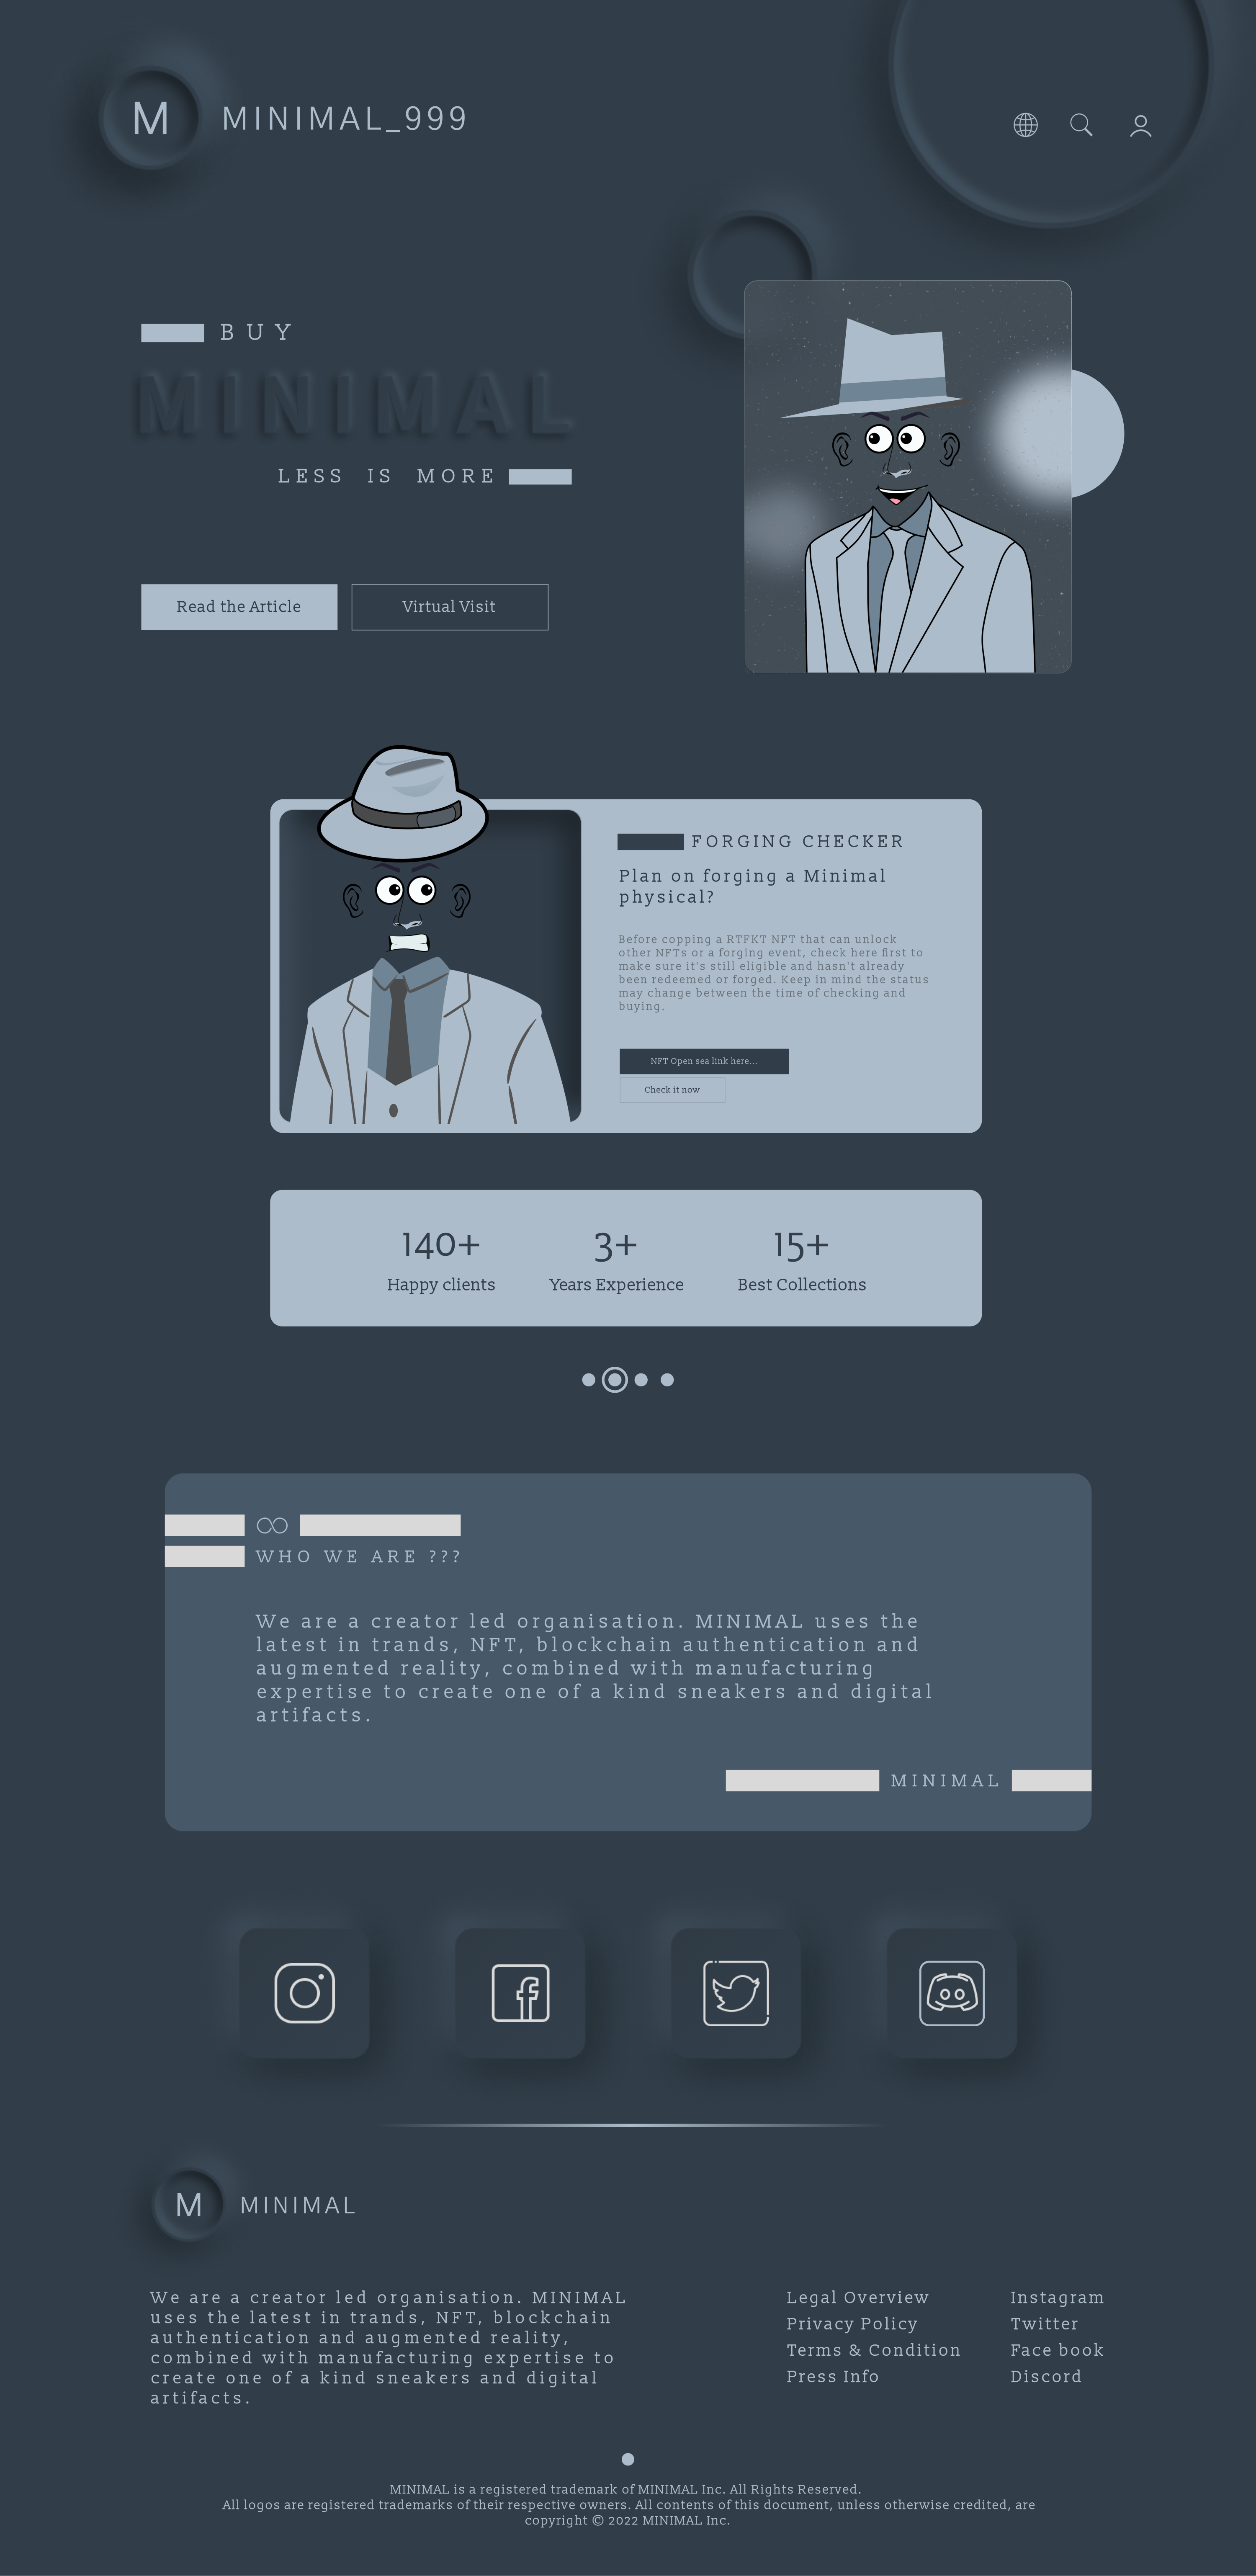 M MINIMAL_999
BUY
MINIMAL
LESS IS MORE
Read the Article
Virtual Visit
FORGING CHECKER
Plan on forging a Minimal
physical?
Before copping a RTFKT NFT that can unlock
other NFTs or a forging event, check here first to
make sure it's still eligible and hasn't already
been redeemed or forged. Keep in mind the status
may change between the time of checking and
buying.
NFT Open sea link here...
Check it now
140+ 3+ 15+
Happy clients Years Experience Best Collections
WHO WE ARE ???
We are a creator led organisation. MINIMAL uses the
latest in trands, NFT, blockchain authentication and
augmented reality, combined with manufacturing
expertise to create one of a kind sneakers and digital
artifacts.
MINIMAL
M MINIMAL
We are a creator led organisation. MINIMAL
uses the latest in trands, NFT, blockchain
authentication and augmented reality,
combined with manufacturing expertise to
create one of a kind sneakers and digital
artifacts.
Legal Overview
Privacy Policy
Terms & Condition
Press Info
Instagram
Twitter
Face book
Discord
MINIMAL is a registered trademark of MINIMAL Inc. All Rights Reserved.
All logos are registered trademarks of their respective owners. All contents of this document, unless otherwise credited, are
copyright © 2022 MINIMAL Inc.